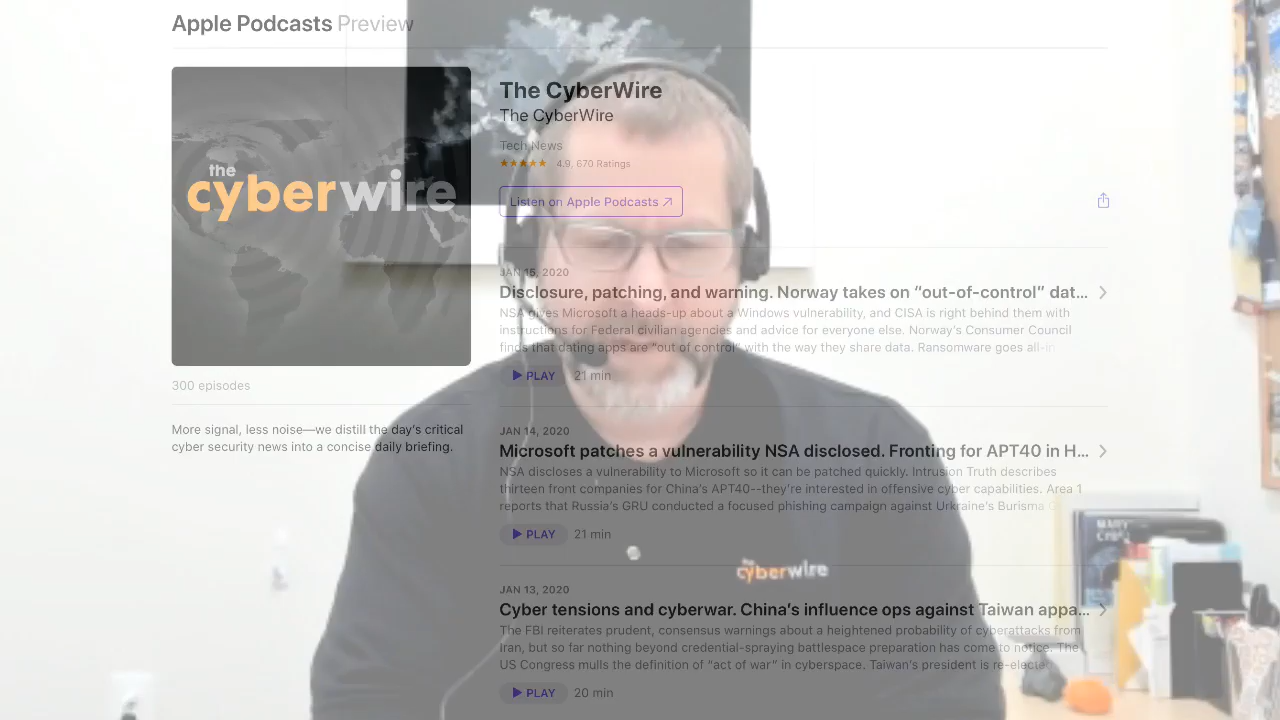 Apple Podcasts Preview
the
cyberwire
The CyberWire
The CyberWire
Tech News
4.9, 670 Ratings
Listen on Apple Podcasts
JAN 15, 2020
Disclosure, patching, and warning. Norway takes on “out-of-control” dat...
NSA gives Microsoft a heads-up about a Windows vulnerability, and CISA is right behind them with
instructions for Federal civilian agencies and advice for everyone else. Norway’s Consumer Council
finds that dating apps are “out of control” with the way they share data. Ransomware goes all-in
PLAY 21 min
300 episodes
More signal, less noise—we distill the day’s critical
cyber security news into a concise daily briefing.
JAN 14, 2020
Microsoft patches a vulnerability NSA disclosed. Fronting for APT40 in H...
NSA discloses a vulnerability to Microsoft so it can be patched quickly. Intrusion Truth describes
thirteen front companies for China’s APT40--they’re interested in offensive cyber capabilities. Area 1
reports that Russia’s GRU conducted a focused phishing campaign against Urkraine’s Burisma
PLAY 21 min
the
cyberwire
JAN 13, 2020
Cyber tensions and cyberwar. China’s influence ops against Taiwan appa...
The FBI reiterates prudent, consensus warnings about a heightened probability of cyberattacks from
Iran, but so far nothing beyond credential-spraying battlespace preparation has come to notice. The
US Congress mulls the definition of “act of war” in cyberspace. Taiwan’s president is re-elected
PLAY 20 min